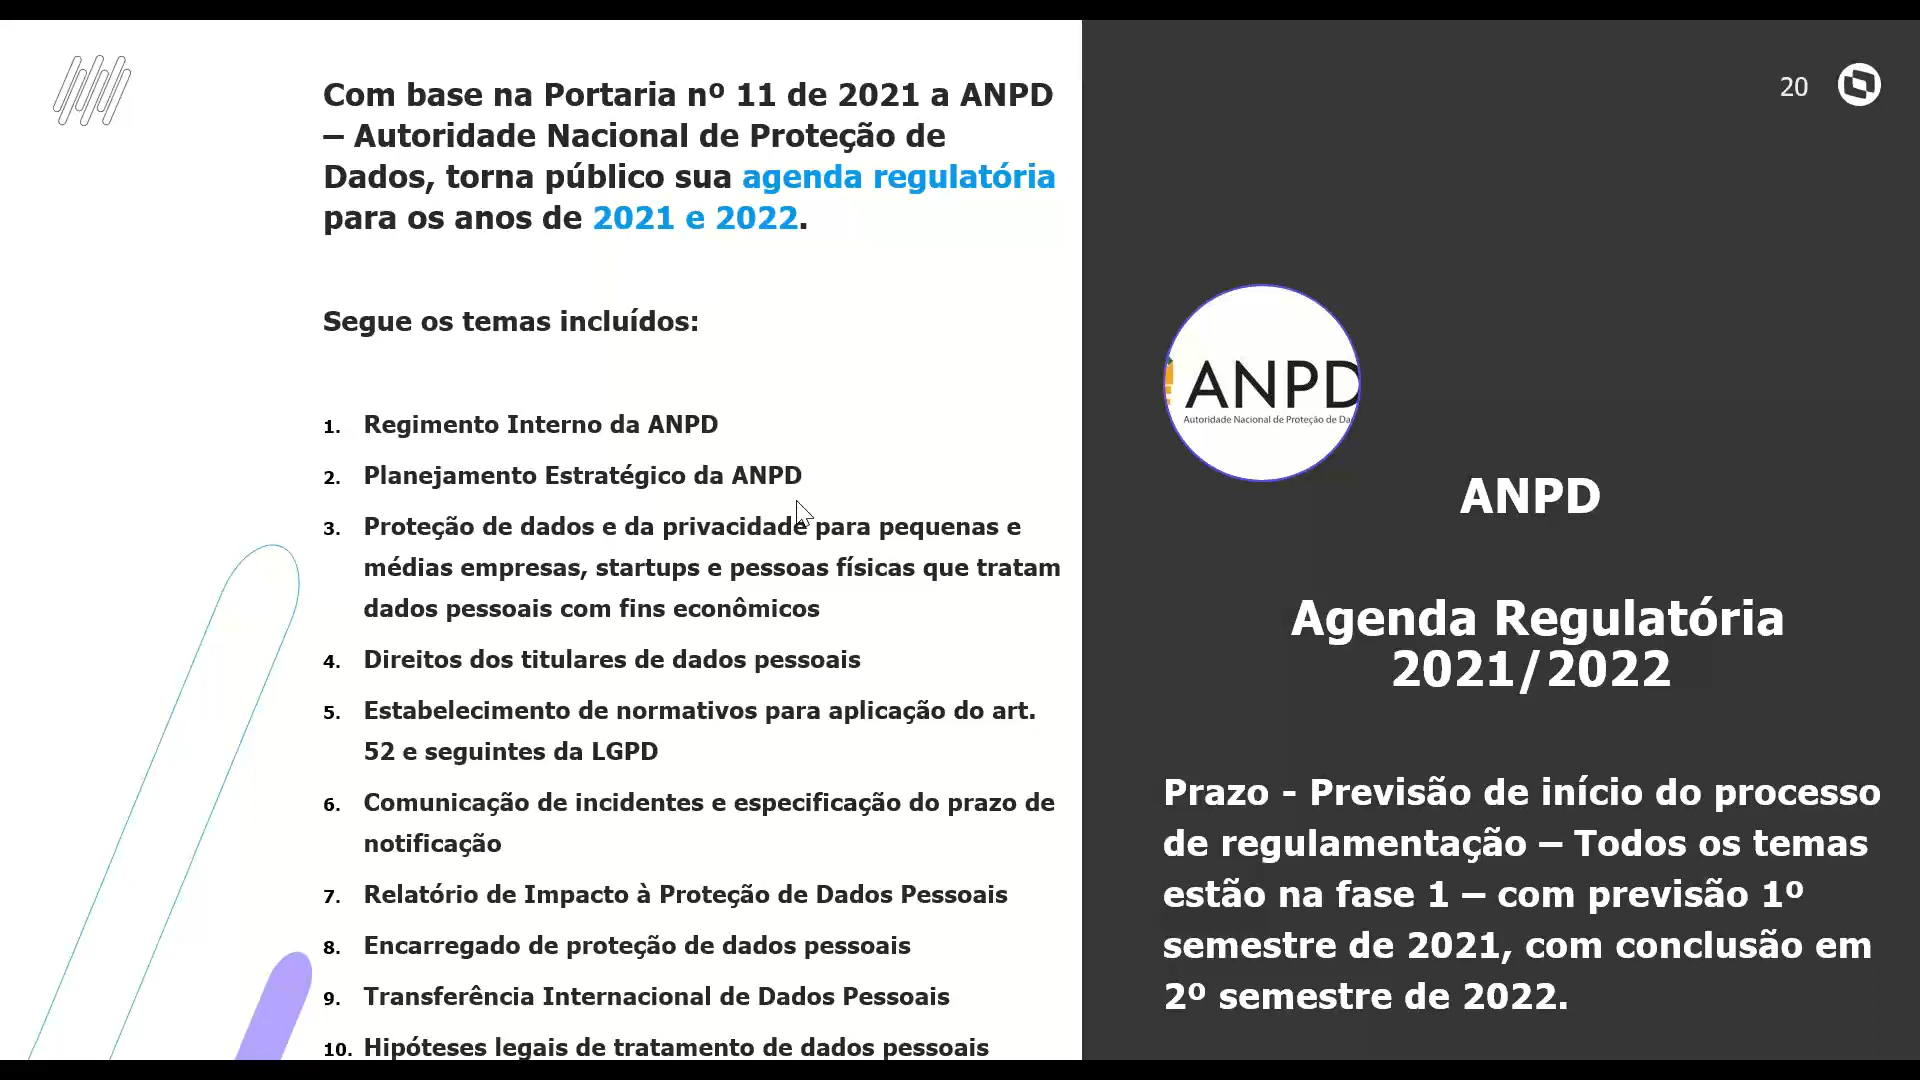 Com base na Portaria nº 11 de 2021 a ANPD
– Autoridade Nacional de Proteção de
Dados, torna público sua agenda regulatória
para os anos de 2021 e 2022.
Segue os temas incluídos:
1. Regimento Interno da ANPD
2. Planejamento Estratégico da ANPD
3. Proteção de dados e da privacidade para pequenas e
médias empresas, startups e pessoas físicas que tratam
dados pessoais com fins econômicos
4. Direitos dos titulares de dados pessoais
5. Estabelecimento de normativos para aplicação do art.
52 e seguintes da LGPD
6. Comunicação de incidentes e especificação do prazo de
notificação
7. Relatório de Impacto à Proteção de Dados Pessoais
8. Encarregado de proteção de dados pessoais
9. Transferência Internacional de Dados Pessoais
10. Hipóteses legais de tratamento de dados pessoais
20
ANPD
Autoridade Nacional de Proteção de Da
ANPD
Agenda Regulatória
2021/2022
Prazo - Previsão de início do processo
de regulamentação – Todos os temas
estão na fase 1 – com previsão 1º
semestre de 2021, com conclusão em
2º semestre de 2022.